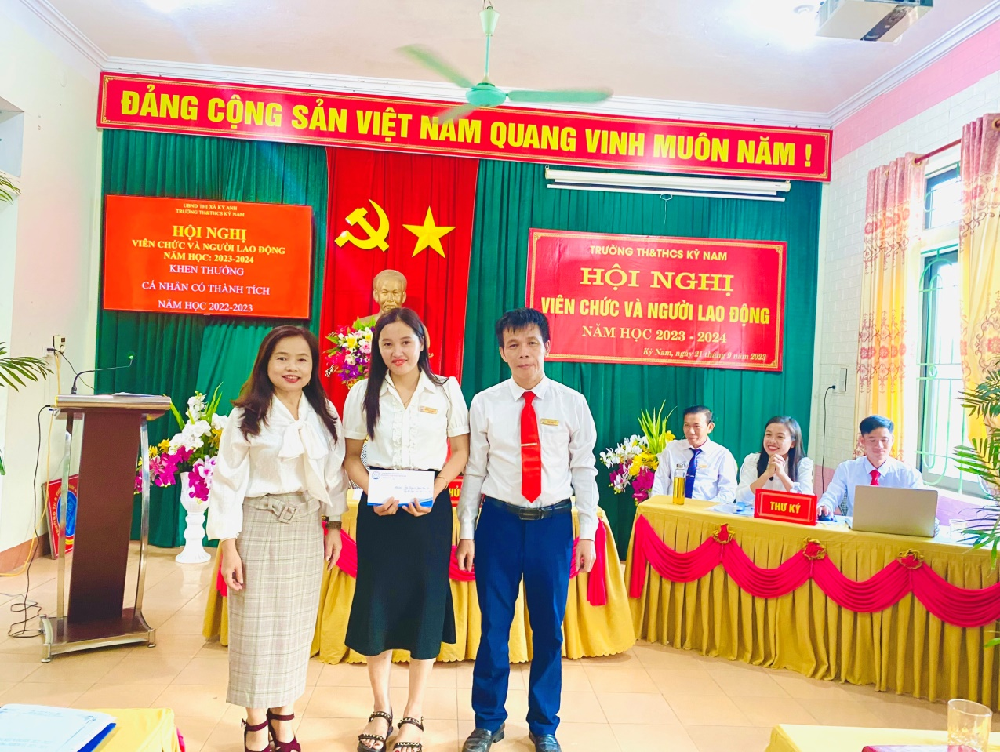 ĐẢNG CỘNG SẢN VIỆT NAM QUANG VINH MUÔN NĂM !
UBND THỊ XÃ KỲ ANH
TRƯỜNG TH&THCS KỲ NAM
HỘI NGHỊ
VIÊN CHỨC VÀ NGƯỜI LAO ĐỘNG
NĂM HỌC: 2023-2024
KHEN THƯỞNG
CÁ NHÂN CÓ THÀNH TÍCH
NĂM HỌC 2022-2023
TRƯỜNG TH&THCS KỲ NAM
HỘI NGHỊ
VIÊN CHỨC VÀ NGƯỜI LAO ĐỘNG
NĂM HỌC 2023 - 2024
Kỳ Nam, ngày 21 tháng 9 năm 2023
THƯ KÝ